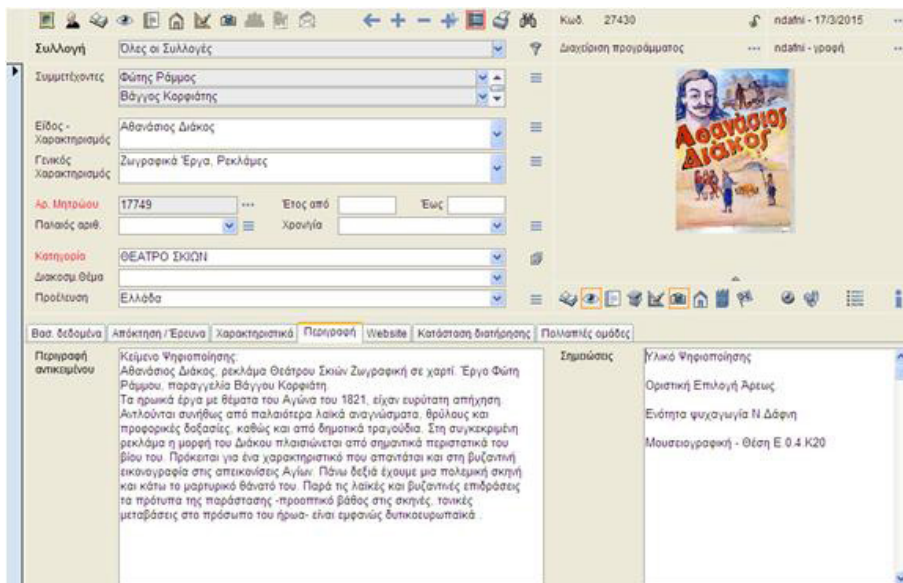 Κωδ. 27430
ndafni - 17/3/2015
Συλλογή Όλες οι Συλλογές
Διαχείριση προγράμματος ndafni - γραφή
Συμμετέχοντες Φώτης Ράμμος
Βάγγος Κορφιάτης
Είδος - Χαρακτηρισμός Αθανάσιος Διάκος
Γενικός Χαρακτηρισμός Ζωγραφικά Έργα, Ρεκλάμες
Αρ. Μητρώου 17749 Έτος από Έως
Παλαιός αριθ. Χρον/γία
Κατηγορία ΘΕΑΤΡΟ ΣΚΙΩΝ
Διακοσμ.Θέμα
Προέλευση Ελλάδα
Αθανάσιος
Διάκος
Βασ. δεδομένα Απόκτηση / Έρευνα Χαρακτηριστικά Περιγραφή Website Κατάσταση διατήρησης Πολλαπλές ομάδες
Περιγραφή αντικειμένου
Κείμενο Ψηφιοποίησης:
Αθανάσιος Διάκος, ρεκλάμα Θεάτρου Σκιών Ζωγραφική σε χαρτί. Έργο Φώτη
Ράμμου, παραγγελία Βάγγου Κορφιάτη.
Τα ηρωικά έργα με θέματα του Αγώνα του 1821, είχαν ευρύτατη απήχηση.
Αντλούνται συνήθως από παλαιότερα λαϊκά αναγνώσματα, θρύλους και
προφορικές δοξασίες, καθώς και από δημοτικά τραγούδια. Στη συγκεκριμένη
ρεκλάμα η μορφή του Διάκου πλαισιώνεται από σημαντικά περιστατικά του
βίου του. Πρόκειται για ένα χαρακτηριστικό που απαντάται και στη βυζαντινή
εικονογραφία στις απεικονίσεις Αγίων. Πάνω δεξιά έχουμε μια πολεμική σκηνή
και κάτω το μαρτυρικό θάνατό του. Παρά τις λαϊκές και βυζαντινές επιδράσεις
τα πρότυπα της παράστασης -προοπτικό βάθος στις σκηνές, τονικές
μεταβάσεις στο πρόσωπο του ήρωα- είναι εμφανώς δυτικοευρωπαϊκά .
Σημειώσεις
Υλικό Ψηφιοποίησης
Οριστική Επιλογή Άρεως
Ενότητα ψυχαγωγία Ν.Δάφνη
Μουσειογραφική - Θέση Ε 0.4 Κ20